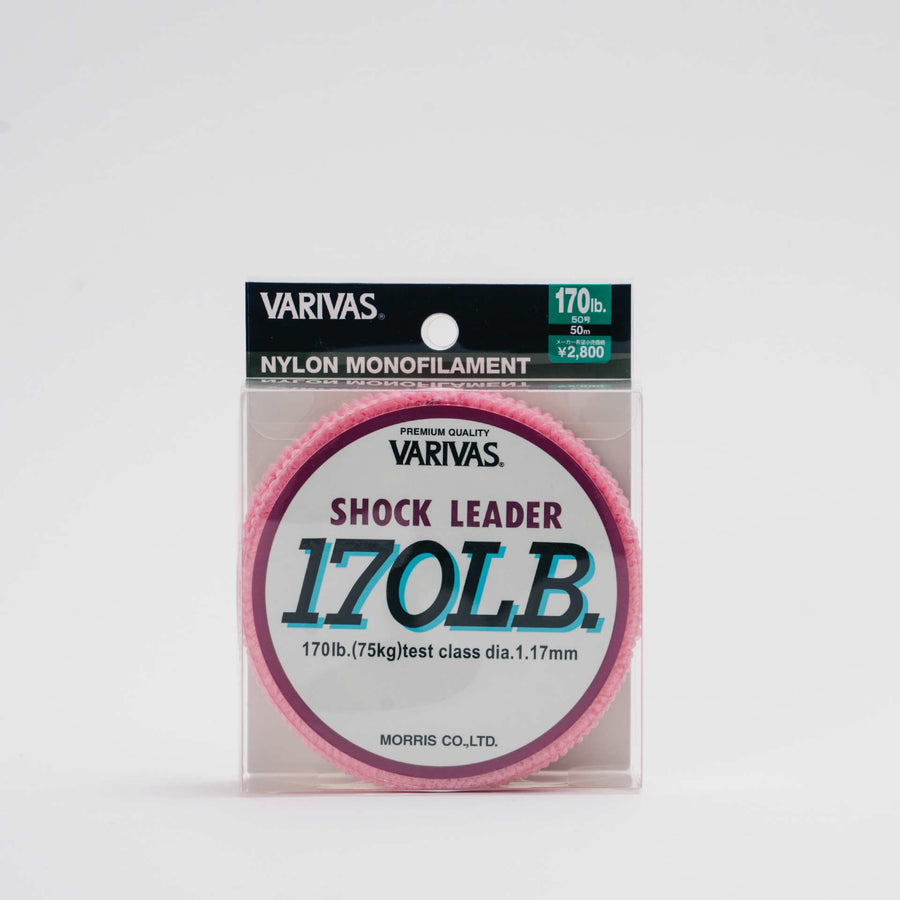 VARIVAS®
170lb.
50号
50m
メーカー希望小売価格
¥2,800
NYLON MONOFILAMENT
PREMIUM QUALITY
VARIVAS®
SHOCK LEADER
170LB.
170lb.(75kg)test class dia.1.17mm
MORRIS CO.,LTD.